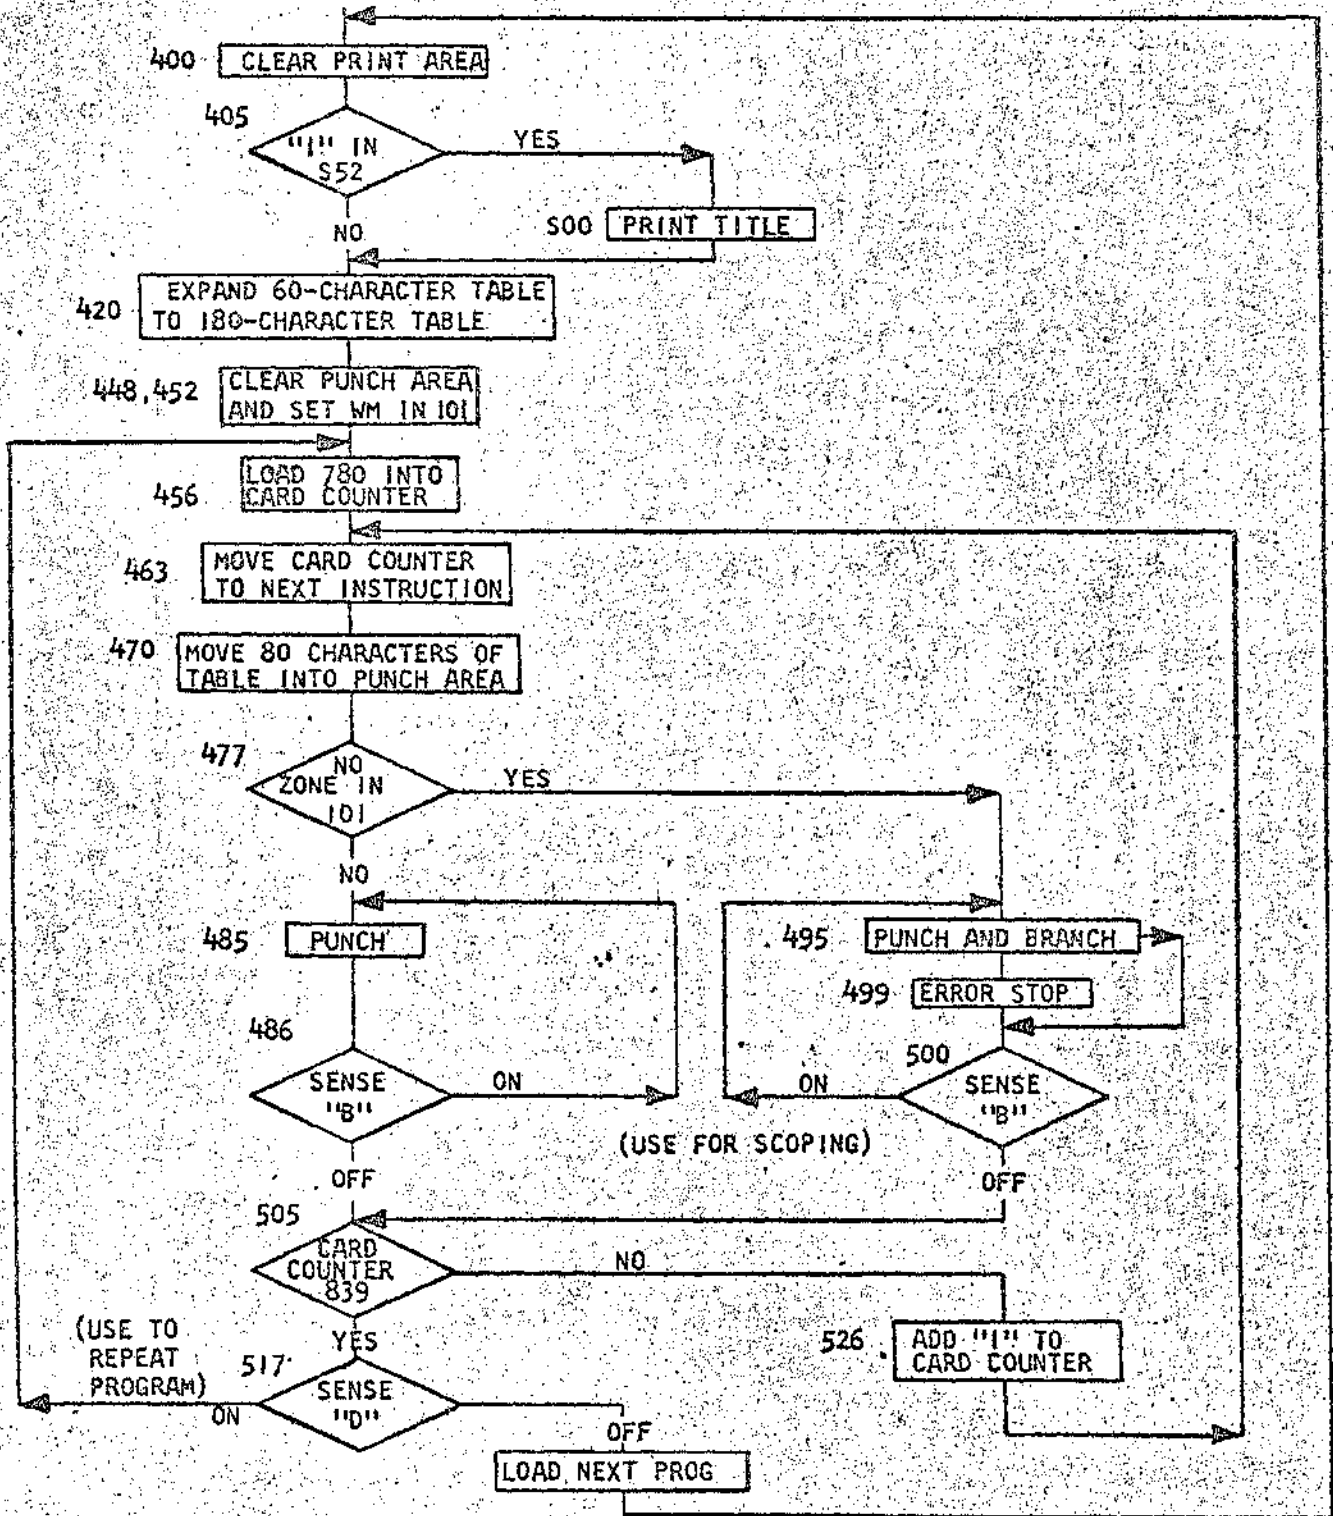 400 CLEAR PRINT AREA
405
"1" IN
S52
YES
NO
S00 PRINT TITLE
420
EXPAND 60-CHARACTER TABLE
TO 180-CHARACTER TABLE
448,452
CLEAR PUNCH AREA
AND SET WM IN 101
456
LOAD 780 INTO
CARD COUNTER
463
MOVE CARD COUNTER
TO NEXT INSTRUCTION
470
MOVE 80 CHARACTERS OF
TABLE INTO PUNCH AREA
477
NO
ZONE IN
101
YES
NO
485 PUNCH
495 PUNCH AND BRANCH
499 ERROR STOP
486
SENSE
"B"
ON
500
SENSE
"B"
ON
(USE FOR SCOPING)
OFF
OFF
505
CARD
COUNTER
839
NO
YES
526
ADD "1" TO
CARD COUNTER
(USE TO
REPEAT
PROGRAM)
517
SENSE
"D"
ON
OFF
LOAD NEXT PROG